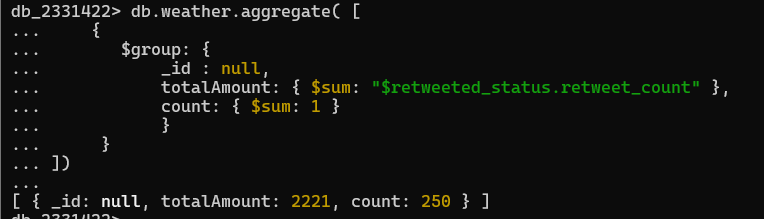 db_2331422> db.weather.aggregate( [
... {
... $group: {
... _id : null,
... totalAmount: { $sum: "$retweeted_status.retweet_count" },
... count: { $sum: 1 }
... }
... }
... ])
...
[ { _id: null, totalAmount: 2221, count: 250 } ]
db_2331422>